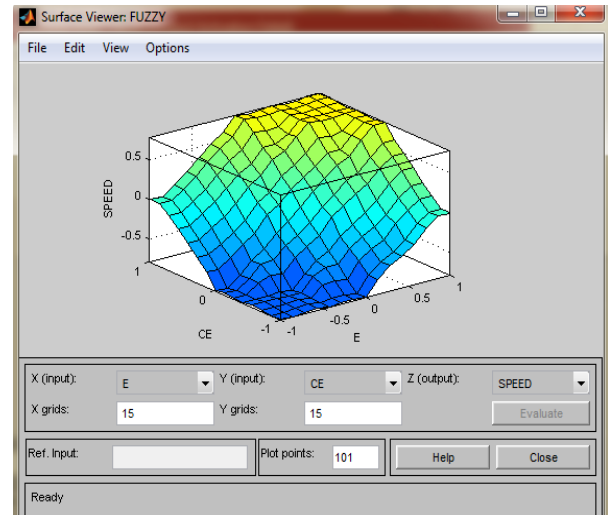 Surface Viewer: FUZZY
File Edit View Options
0.5
0
-0.5
SPEED
1
0
-1
CE
-1
-0.5
0
0.5
1
E
X (input): E Y (input): CE Z (output): SPEED
X grids: 15 Y grids: 15 Evaluate
Ref. Input: Plot points: 101 Help Close
Ready